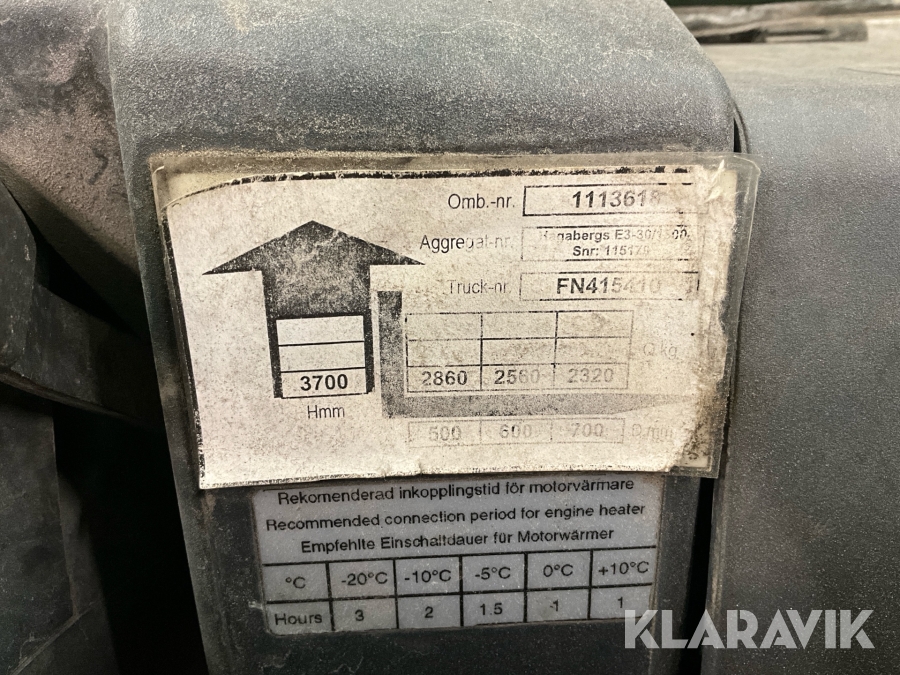 Omb.-nr. 1113618
Aggregat-nr. E3-30/
Snr:
Truck-nr. FN415410
Q kg
3700 2860 2560 2320
Hmm
500 600 700
Rekomenderad inkopplingstid för motorvärmare
Recommended connection period for engine heater
Empfehlte Einschaltdauer für Motorwärmer
°C -20°C -10°C -5°C 0°C +10°C
Hours 3 2 1.5 1 1
KLARAVIK